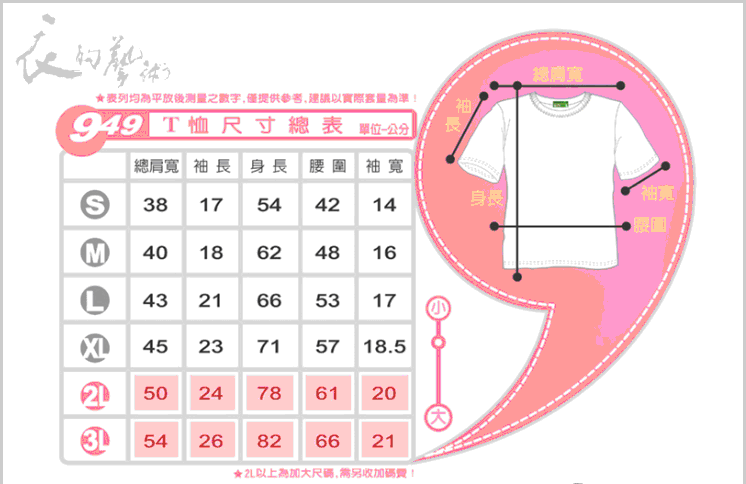 衣的藝術
★表列均為平放後測量之數字,僅提供參考,建議以實際套量為準!
949 T恤尺寸總表 單位-公分
總肩寬 袖長 身長 腰圍 袖寬
S 38 17 54 42 14
M 40 18 62 48 16
L 43 21 66 53 17
XL 45 23 71 57 18.5
2L 50 24 78 61 20
3L 54 26 82 66 21
★2L以上為加大尺碼,需另收加碼費!
總肩寬
袖長
身長
袖寬
腰圍
小
大